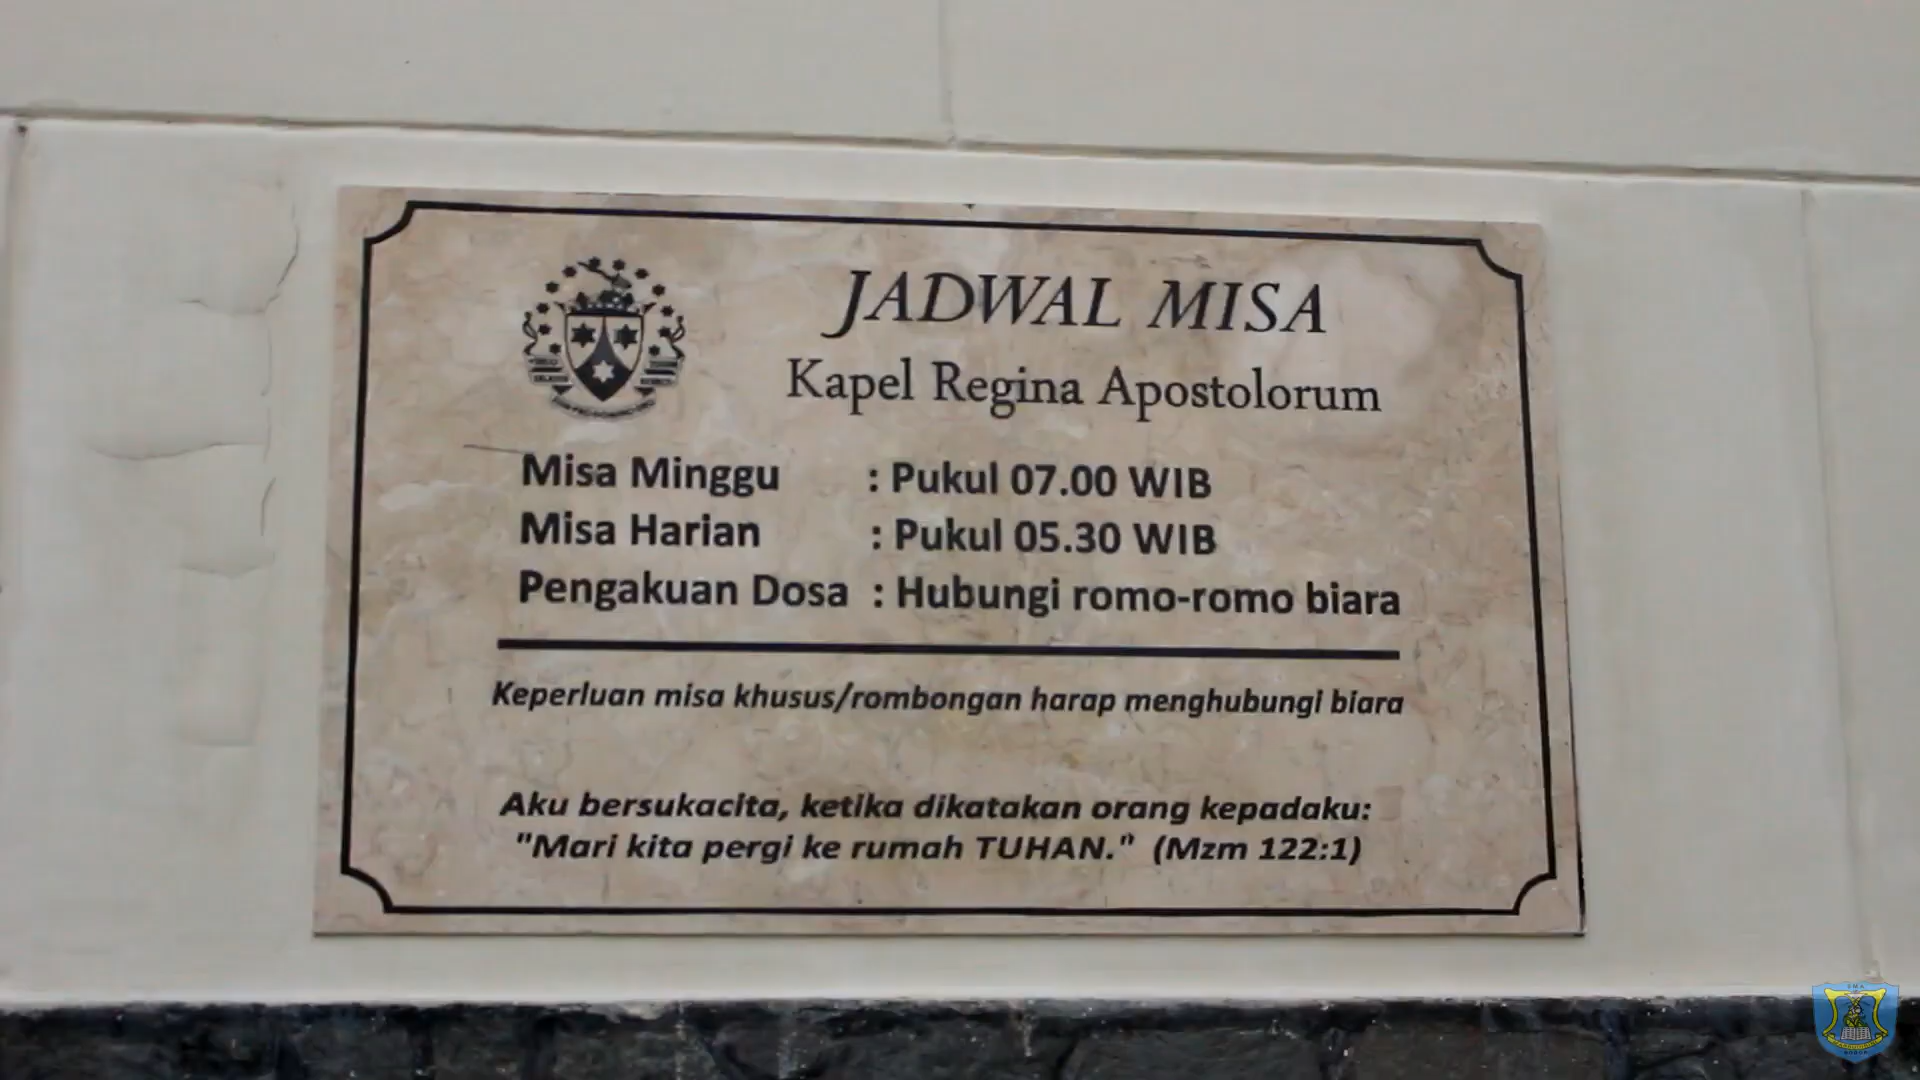 JADWAL MISA
Kapel Regina Apostolorum
Misa Minggu : Pukul 07.00 WIB
Misa Harian : Pukul 05.30 WIB
Pengakuan Dosa : Hubungi romo-romo biara
Keperluan misa khusus/rombongan harap menghubungi biara
Aku bersukacita, ketika dikatakan orang kepadaku:
"Mari kita pergi ke rumah TUHAN." (Mzm 122:1)
SMA